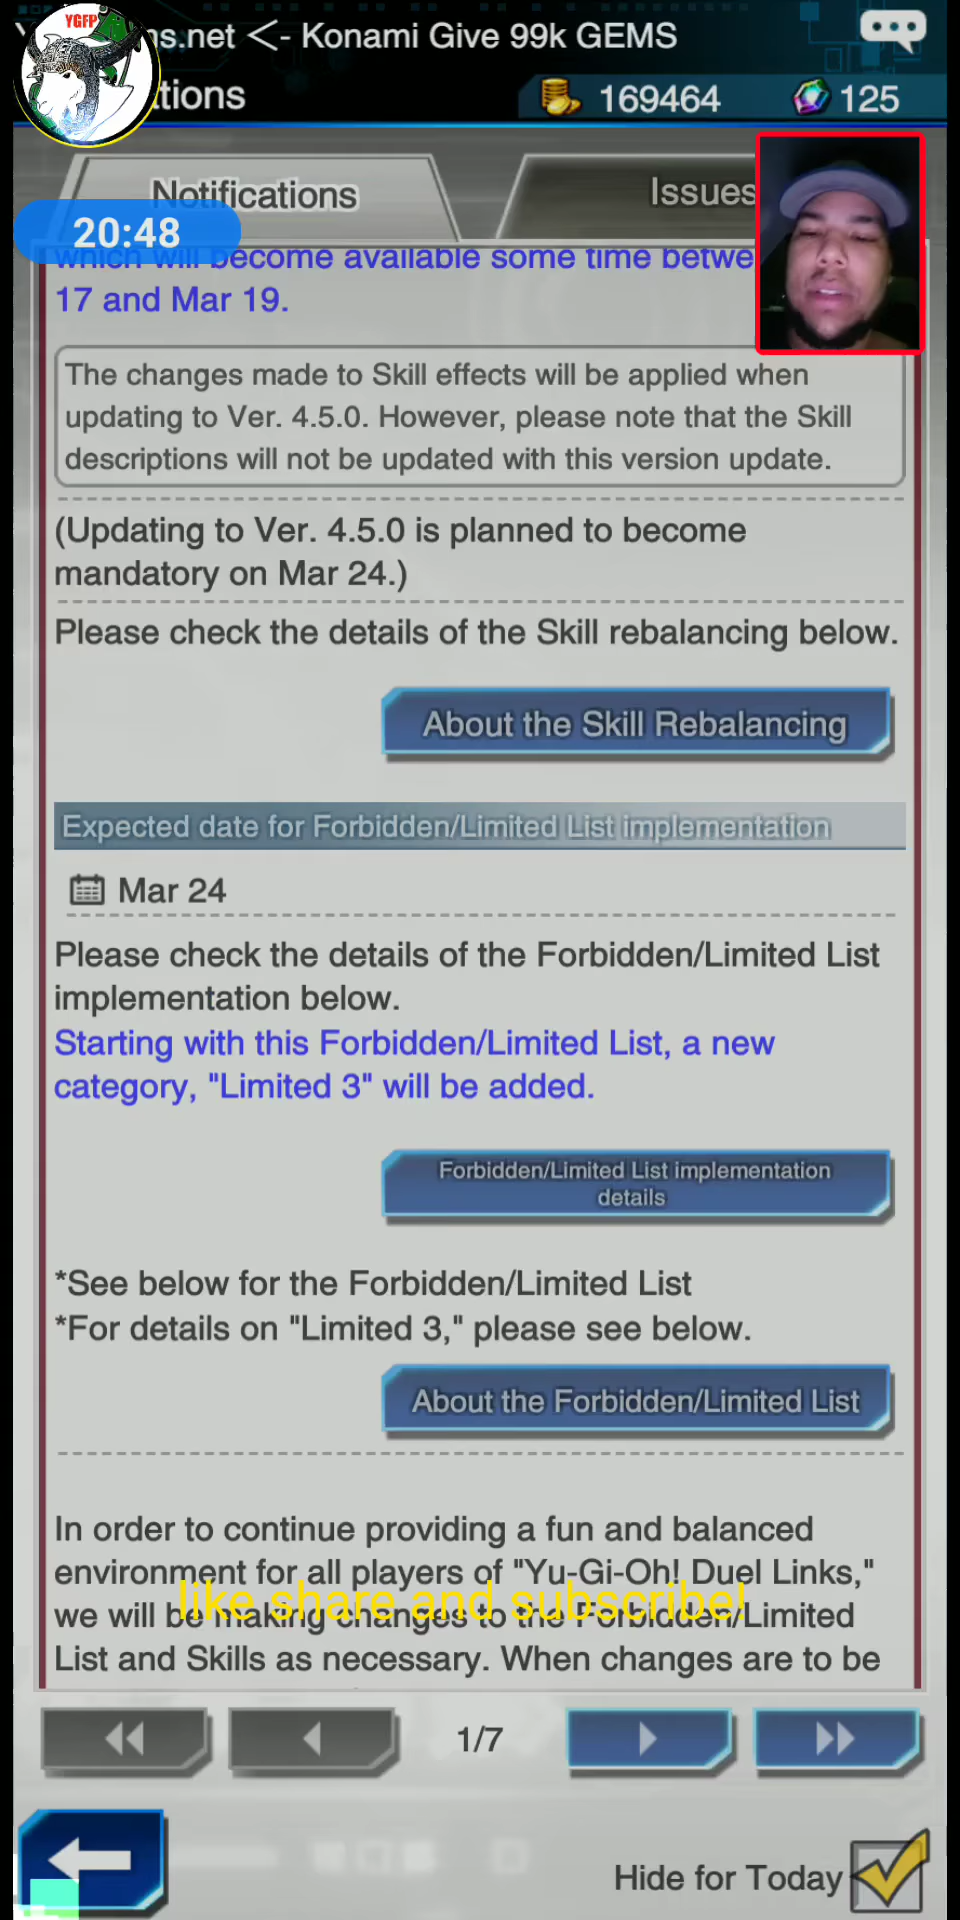 YGFP
s.net <- Konami Give 99k GEMS
tions
169464
125
Notifications
Issues
20:48
which will become available some time betwe
17 and Mar 19.
The changes made to Skill effects will be applied when
updating to Ver. 4.5.0. However, please note that the Skill
descriptions will not be updated with this version update.
(Updating to Ver. 4.5.0 is planned to become
mandatory on Mar 24.)
Please check the details of the Skill rebalancing below.
About the Skill Rebalancing
Expected date for Forbidden/Limited List implementation
Mar 24
Please check the details of the Forbidden/Limited List
implementation below.
Starting with this Forbidden/Limited List, a new
category, "Limited 3" will be added.
Forbidden/Limited List implementation
details
*See below for the Forbidden/Limited List
*For details on "Limited 3," please see below.
About the Forbidden/Limited List
In order to continue providing a fun and balanced
environment for all players of "Yu-Gi-Oh! Duel Links,"
like share and subscribe!
we will be making changes to the Forbidden/Limited
List and Skills as necessary. When changes are to be
1/7
Hide for Today